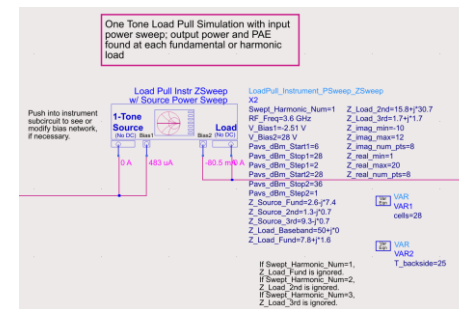 One Tone Load Pull Simulation with input
power sweep; output power and PAE
found at each fundamental or harmonic
load
Load Pull Instr ZSweep
w/ Source Power Sweep
Push into instrument
subcircuit to see or
modify bias network,
if necessary.
1-Tone
Source
(No DC)
Bias1
Bias2
Load
(No DC)
0 A
483 uA
-80.5 m
0 A
LoadPull_Instrument_PSweep_ZSweep
X2
Swept_Harmonic_Num=1
RF_Freq=3.6 GHz
V_Bias1=-2.51 V
V_Bias2=28 V
Pavs_dBm_Start1=6
Pavs_dBm_Stop1=28
Pavs_dBm_Step1=2
Pavs_dBm_Start2=28
Pavs_dBm_Stop2=36
Pavs_dBm_Step2=1
Z_Source_Fund=2.6-j*7.4
Z_Source_2nd=1.3-j*0.7
Z_Source_3rd=9.3-j*0.7
Z_Load_Baseband=50+j*0
Z_Load_Fund=7.8+j*1.6
Z_Load_2nd=15.8+j*30.7
Z_Load_3rd=1.7+j*1.7
Z_imag_min=-10
Z_imag_max=12
Z_imag_num_pts=8
Z_real_min=1
Z_real_max=20
Z_real_num_pts=8
VAR
VAR1
cells=28
VAR
VAR2
T_backside=25
If Swept_Harmonic_Num=1,
Z_Load_Fund is ignored.
If Swept_Harmonic_Num=2,
Z_Load_2nd is ignored.
If Swept_Harmonic_Num=3,
Z_Load_3rd is ignored.